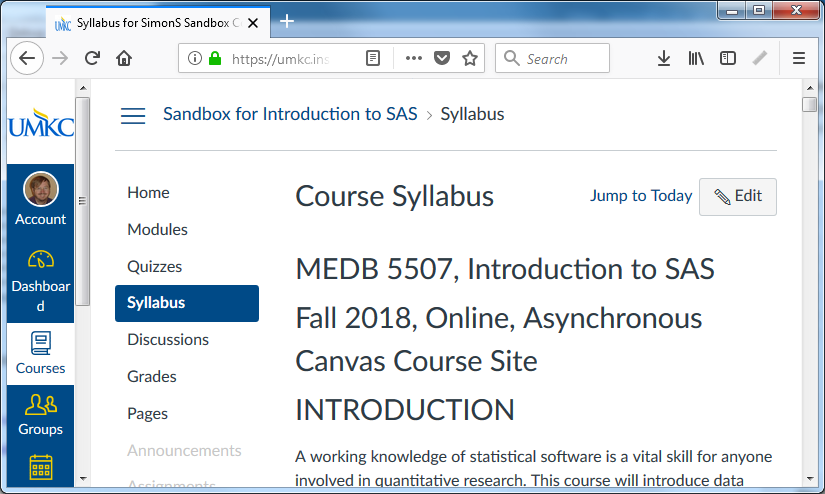 Syllabus for SimonS Sandbox C
https://umkc.ins
Search
UMKC
Account
Dashboar
d
Courses
Groups
Sandbox for Introduction to SAS > Syllabus
Home
Modules
Quizzes
Syllabus
Discussions
Grades
Pages
Announcements
Assignments
Course Syllabus
Jump to Today
Edit
MEDB 5507, Introduction to SAS
Fall 2018, Online, Asynchronous
Canvas Course Site
INTRODUCTION
A working knowledge of statistical software is a vital skill for anyone
involved in quantitative research. This course will introduce data